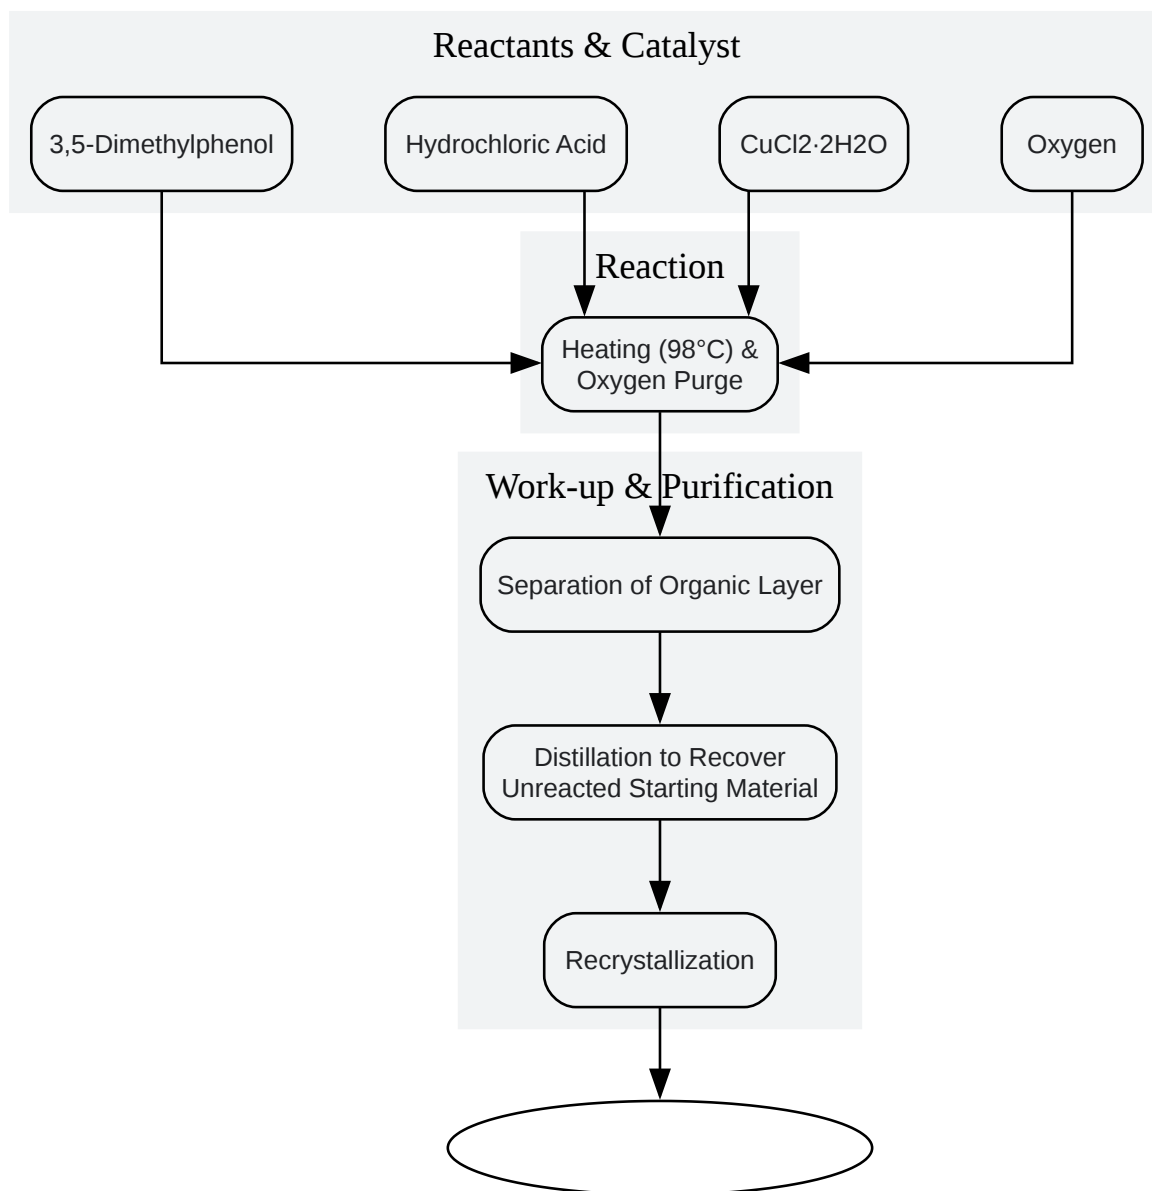 Reactants & Catalyst
3,5-Dimethylphenol
Hydrochloric Acid
CuCl2·2H2O
Oxygen
Reaction
Heating (98°C) &
Oxygen Purge
Work-up & Purification
Separation of Organic Layer
Distillation to Recover
Unreacted Starting Material
Recrystallization